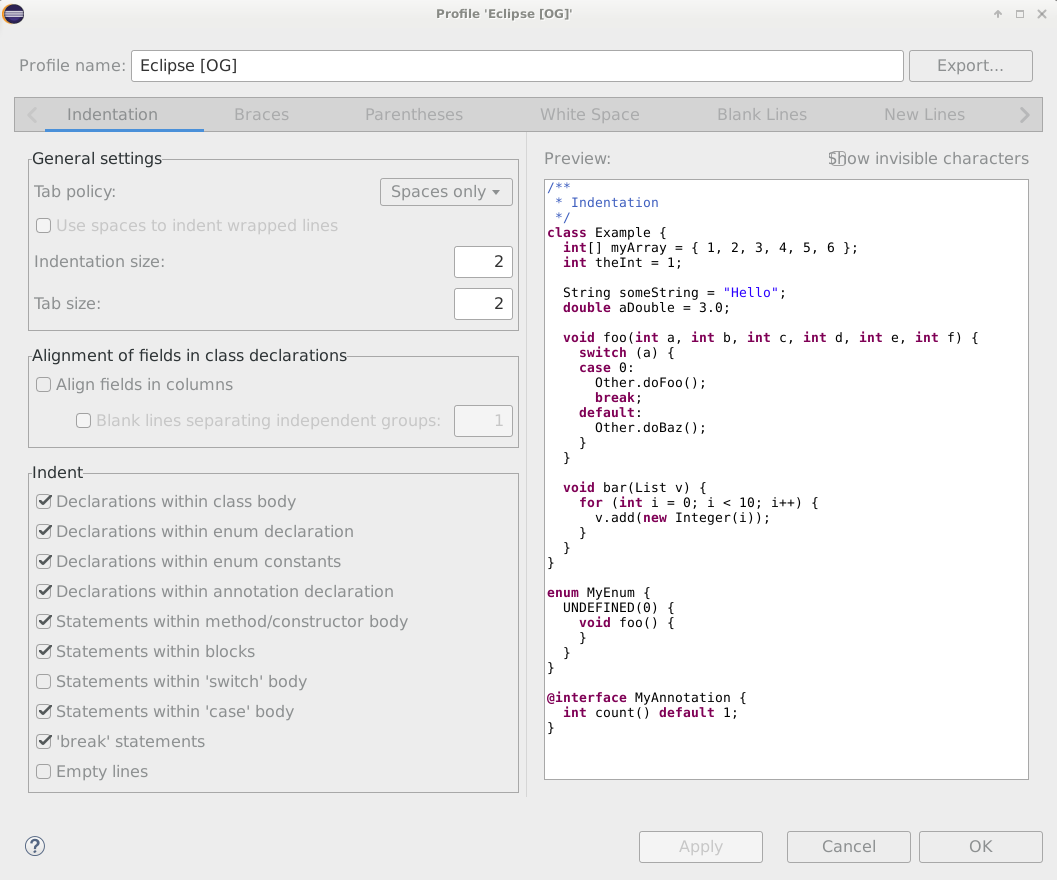 Profile 'Eclipse [OG]'
Profile name: Eclipse [OG] Export...
Indentation Braces Parentheses White Space Blank Lines New Lines
General settings
Tab policy: Spaces only
Use spaces to indent wrapped lines
Indentation size: 2
Tab size: 2
Alignment of fields in class declarations
Align fields in columns
Blank lines separating independent groups: 1
Indent
Declarations within class body
Declarations within enum declaration
Declarations within enum constants
Declarations within annotation declaration
Statements within method/constructor body
Statements within blocks
Statements within 'switch' body
Statements within 'case' body
'break' statements
Empty lines
Preview: Show invisible characters
/**
 * Indentation
 */
class Example {
  int[] myArray = { 1, 2, 3, 4, 5, 6 };
  int theInt = 1;

  String someString = "Hello";
  double aDouble = 3.0;

  void foo(int a, int b, int c, int d, int e, int f) {
    switch (a) {
    case 0:
      Other.doFoo();
      break;
    default:
      Other.doBaz();
    }
  }

  void bar(List v) {
    for (int i = 0; i < 10; i++) {
      v.add(new Integer(i));
    }
  }
}

enum MyEnum {
  UNDEFINED(0) {
    void foo() {
    }
  }
}

@interface MyAnnotation {
  int count() default 1;
}
? Apply Cancel OK